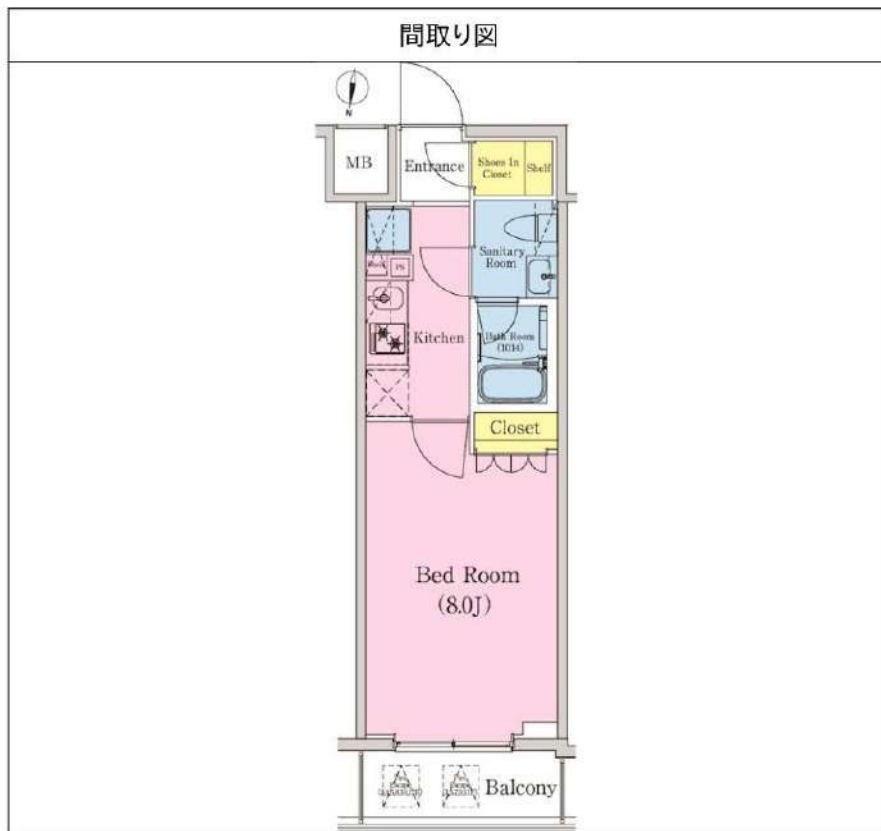 間取り図
N
MB
Entrance
Shoes In
Closet
Shelf
Sanitary
Room
PS
Kitchen
Bath Room
(1014)
Closet
Bed Room
(8.0J)
Balcony